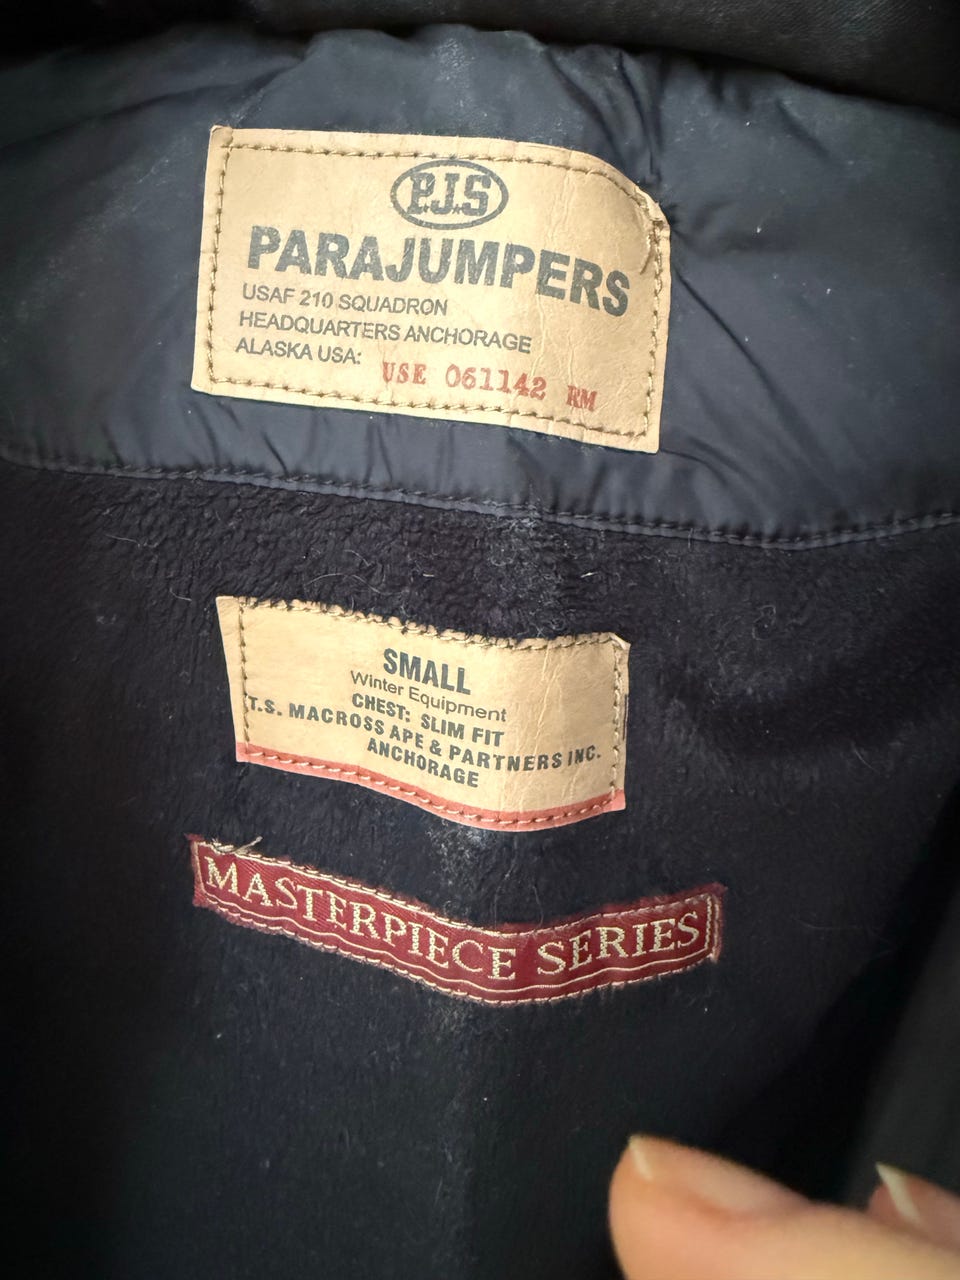 P.J.S
PARAJUMPERS
USAF 210 SQUADRON
HEADQUARTERS ANCHORAGE
ALASKA USA: USE 061142 RM
SMALL
Winter Equipment
CHEST: SLIM FIT
T.S. MACROSS APE & PARTNERS INC.
ANCHORAGE
MASTERPIECE SERIES